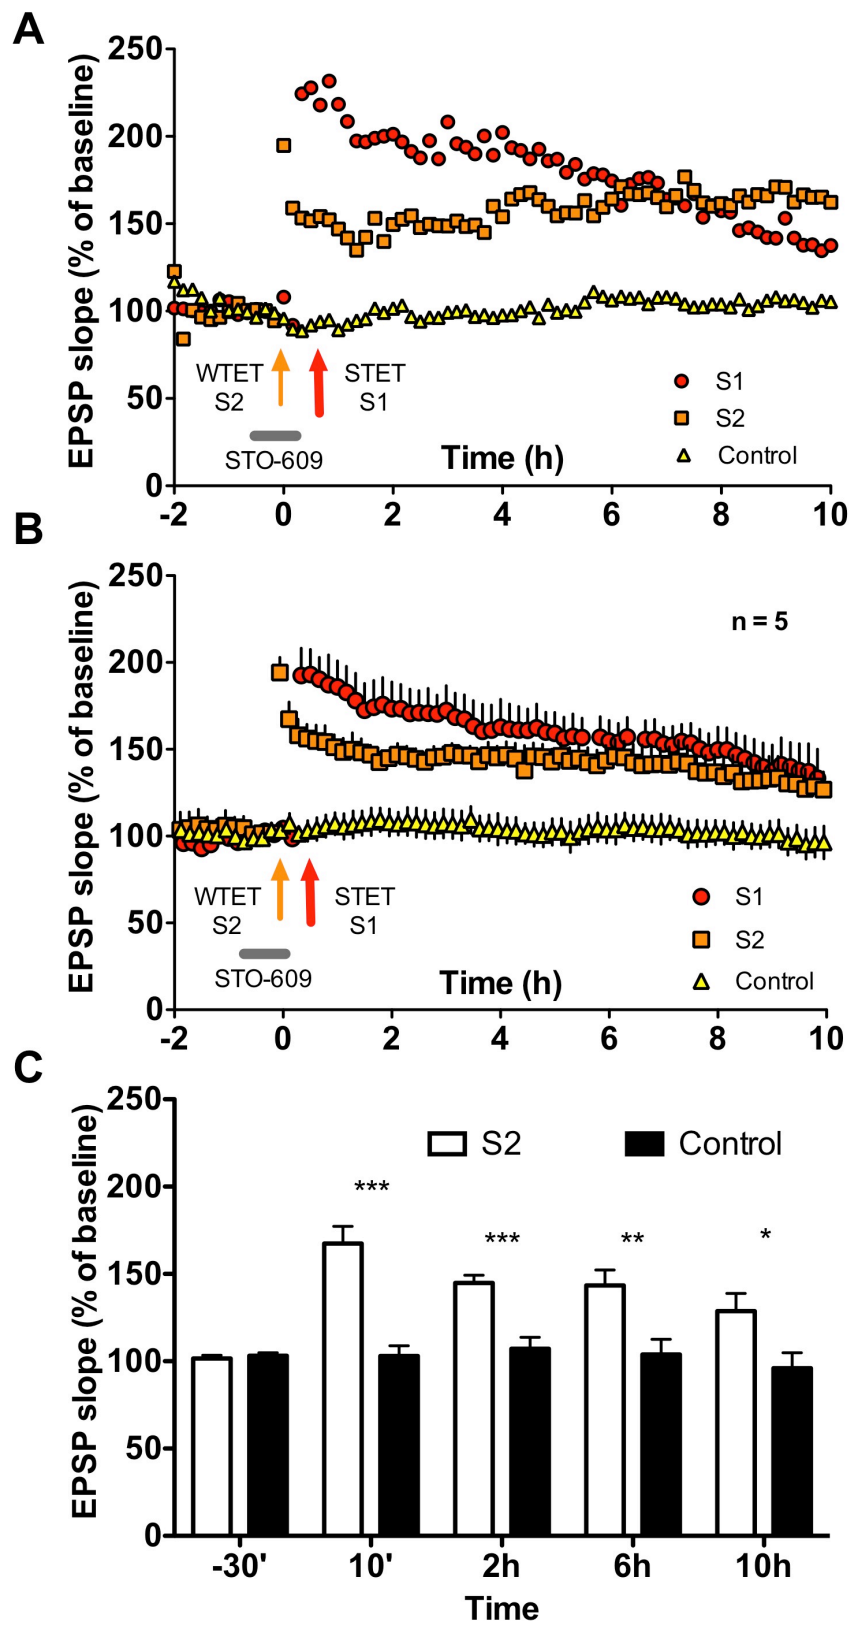 A
EPSP slope (% of baseline)
250
200
150
100
50
0
WTET
S2
STET
S1
STO-609
Time (h)
S1
S2
Control
-2 0 2 4 6 8 10
B
EPSP slope (% of baseline)
250
200
150
100
50
0
n = 5
WTET
S2
STET
S1
STO-609
Time (h)
S1
S2
Control
-2 0 2 4 6 8 10
C
EPSP slope (% of baseline)
250
200
150
100
50
0
S2 Control
***
***
**
*
-30' 10' 2h 6h 10h
Time